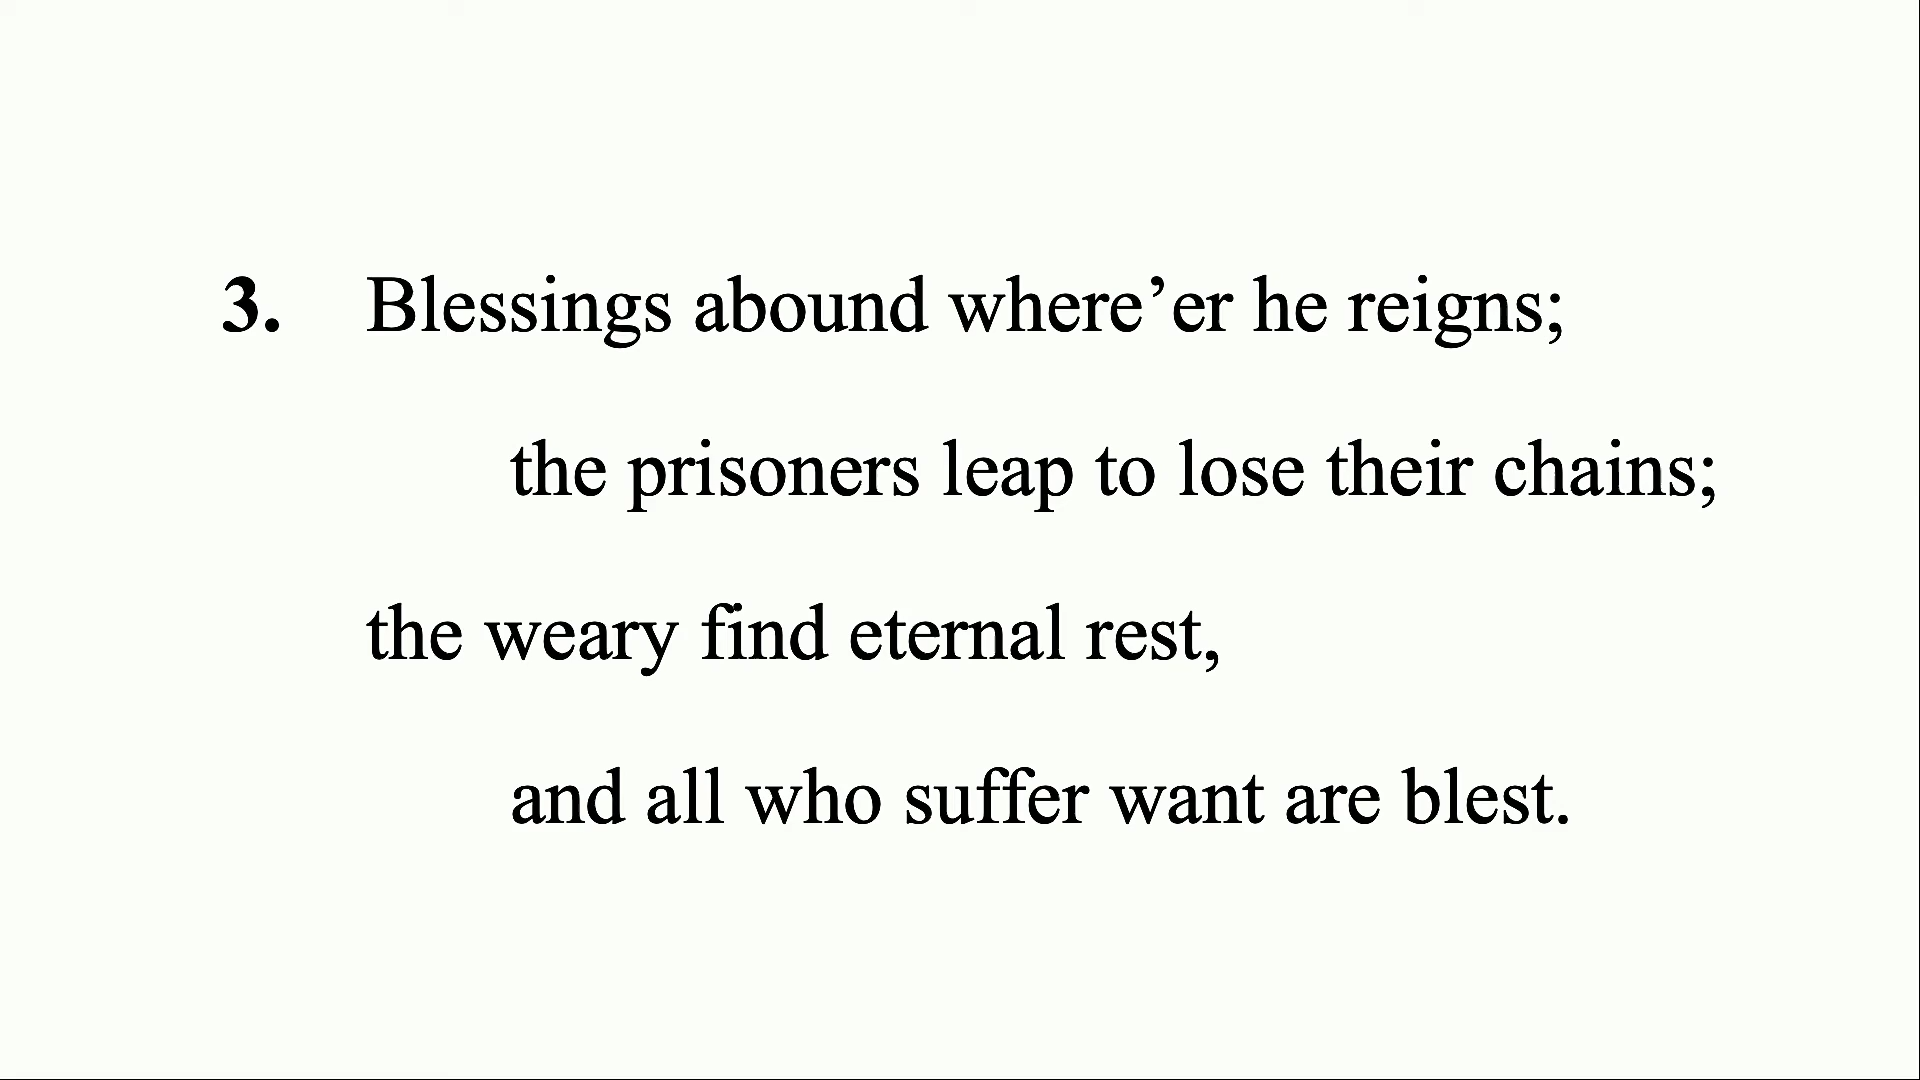 3. Blessings abound where’er he reigns;
the prisoners leap to lose their chains;
the weary find eternal rest,
and all who suffer want are blest.